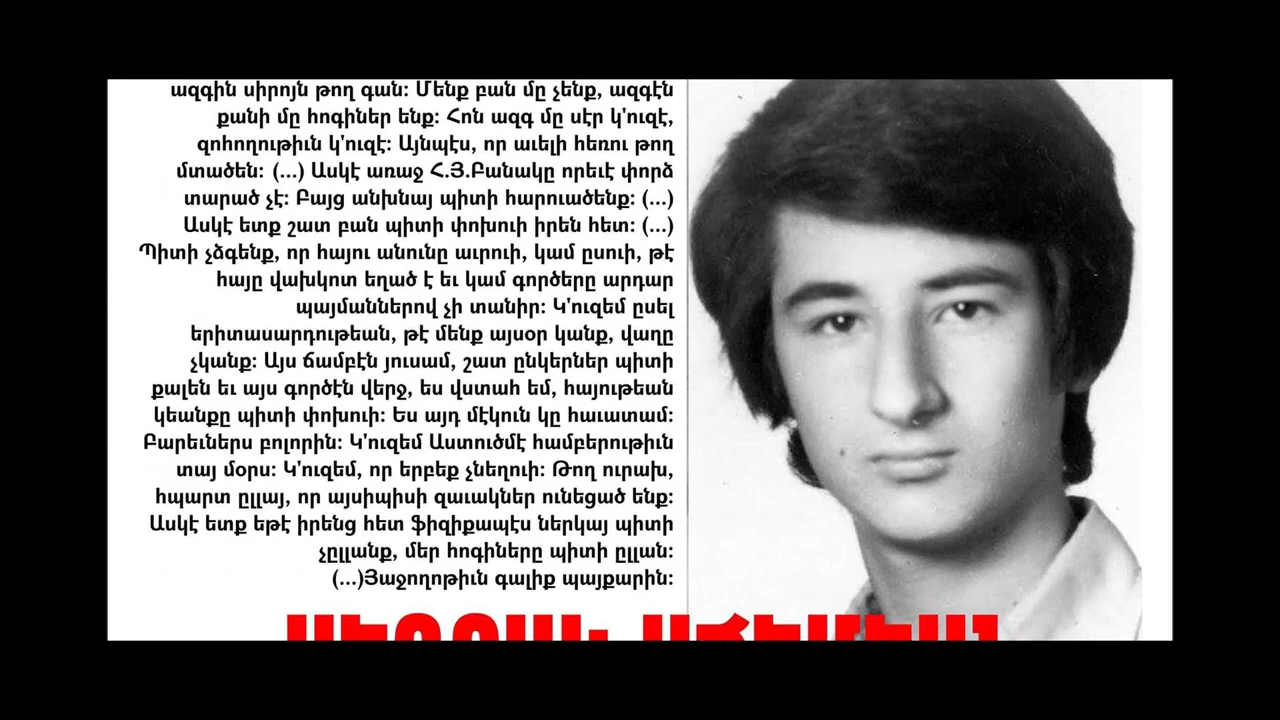 ազգին սիրոյն թող գան։ Մենք բան մը չենք, ազգէն
քանի մը հոգիներ ենք։ Հոն ազգ մը սէր կ'ուզէ,
զոհողութիւն կ'ուզէ։ Այնպէս, որ աւելի հեռու թող
մտածեն։ (...) Ասկէ առաջ Հ.Յ.Բանակը որեւէ փորձ
տարած չէ։ Բայց անխնայ պիտի հարուածենք։ (...)
Ասկէ ետք շատ բան պիտի փոխուի իրեն հետ։ (...)
Պիտի չձգենք, որ հայու անունը աւրուի, կամ ըսուի, թէ
հայը վախկոտ եղած է եւ կամ գործերը արդար
պայմաններով չի տանիր։ Կ'ուզեմ ըսել
երիտասարդութեան, թէ մենք այսօր կանք, վաղը
չկանք։ Այս ճամբէն յուսամ, շատ ընկերներ պիտի
քալեն եւ այս գործէն վերջ, ես վստահ եմ, հայութեան
կեանքը պիտի փոխուի։ Ես այդ մէկուն կը հաւատամ։
Բարեւներս բոլորին։ Կ'ուզեմ Աստուծմէ համբերութիւն
տայ մօրս։ Կ'ուզեմ, որ երբեք չնեղուի։ Թող ուրախ,
հպարտ ըլլայ, որ այսիպիսի զաւակներ ունեցած ենք։
Ասկէ ետք եթէ իրենց հետ ֆիզիքապէս ներկայ պիտի
չըլլանք, մեր հոգիները պիտի ըլլան։
(...)Յաջողոթիւն գալիք պայքարին։